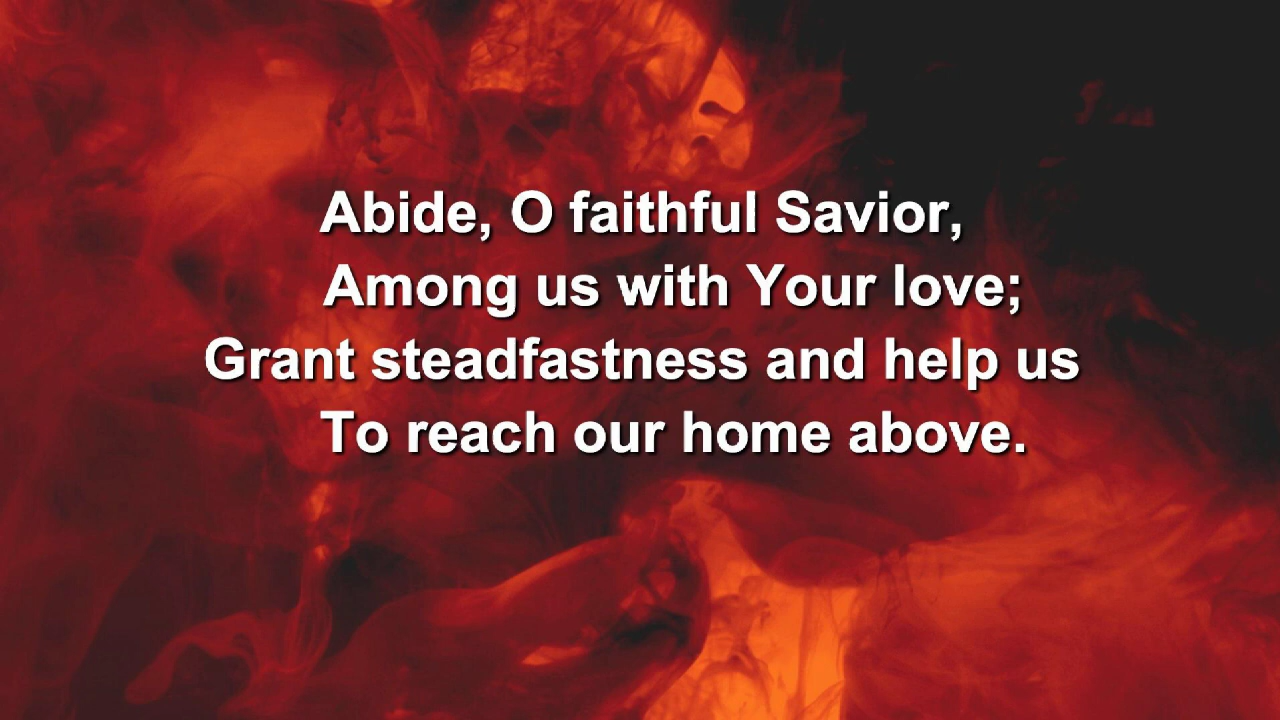 Abide, O faithful Savior,
Among us with Your love;
Grant steadfastness and help us
To reach our home above.